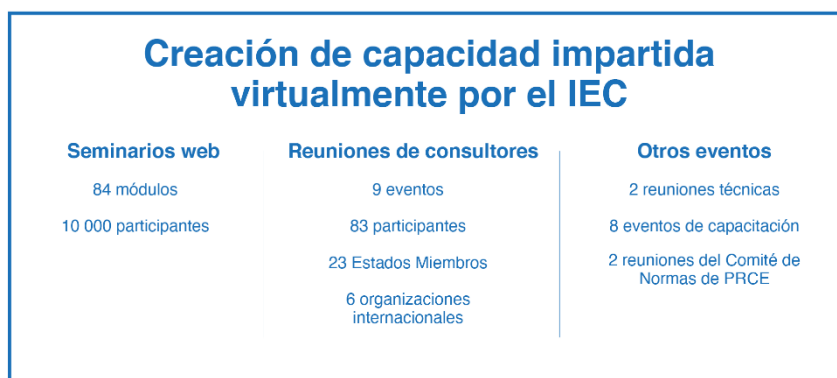 Creación de capacidad impartida
virtualmente por el IEC
Seminarios web
84 módulos
10 000 participantes
Reuniones de consultores
9 eventos
83 participantes
23 Estados Miembros
6 organizaciones
internacionales
Otros eventos
2 reuniones técnicas
8 eventos de capacitación
2 reuniones del Comité de
Normas de PRCE